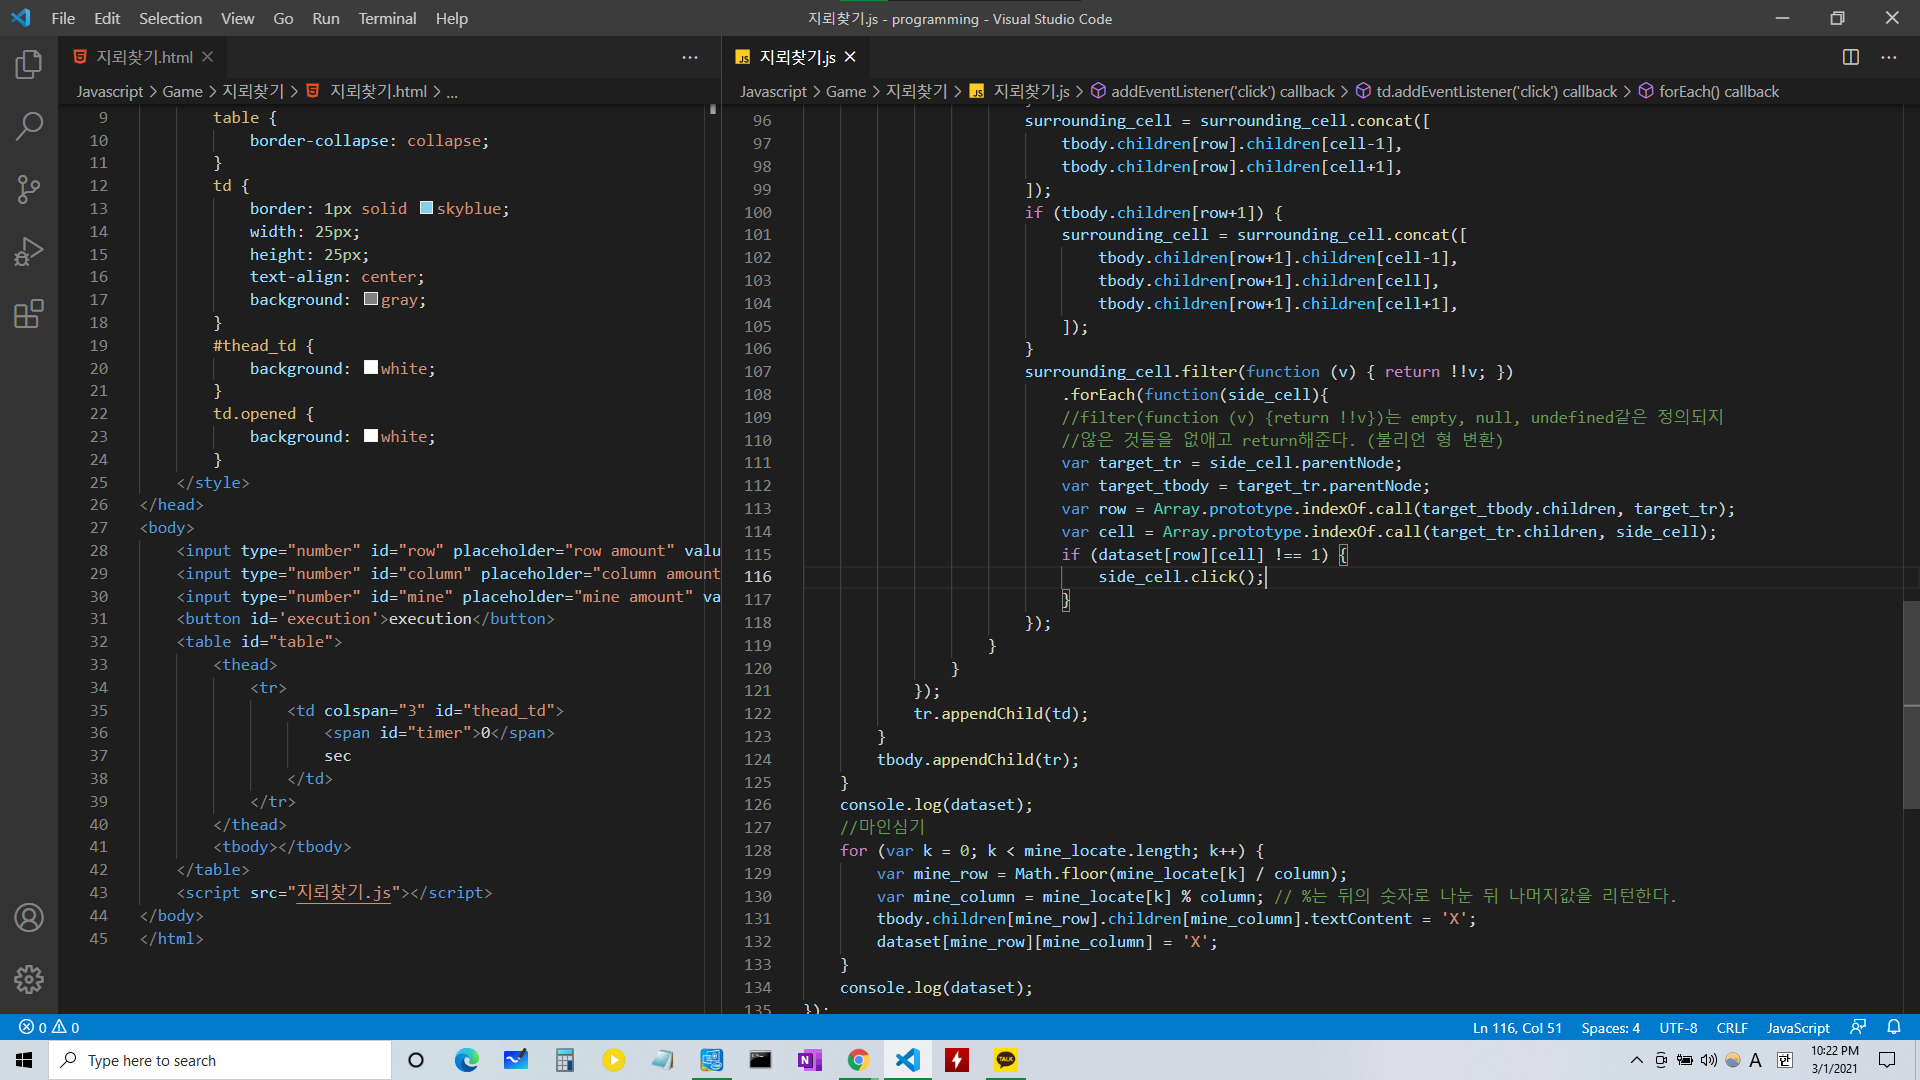 File Edit Selection View Go Run Terminal Help
지뢰찾기.js - programming - Visual Studio Code
지뢰찾기.html
Javascript > Game > 지뢰찾기 > 지뢰찾기.html > ...
9 table {
10 border-collapse: collapse;
11 }
12 td {
13 border: 1px solid skyblue;
14 width: 25px;
15 height: 25px;
16 text-align: center;
17 background: gray;
18 }
19 #thead_td {
20 background: white;
21 }
22 td.opened {
23 background: white;
24 }
25 </style>
26 </head>
27 <body>
28 <input type="number" id="row" placeholder="row amount" valu
29 <input type="number" id="column" placeholder="column amount
30 <input type="number" id="mine" placeholder="mine amount" va
31 <button id='execution'>execution</button>
32 <table id="table">
33 <thead>
34 <tr>
35 <td colspan="3" id="thead_td">
36 <span id="timer">0</span>
37 sec
38 </td>
39 </tr>
40 </thead>
41 <tbody></tbody>
42 </table>
43 <script src="지뢰찾기.js"></script>
44 </body>
45 </html>
JS 지뢰찾기.js
Javascript > Game > 지뢰찾기 > JS 지뢰찾기.js > addEventListener('click') callback > td.addEventListener('click') callback > forEach() callback
96 surrounding_cell = surrounding_cell.concat([
97 tbody.children[row].children[cell-1],
98 tbody.children[row].children[cell+1],
99 ]);
100 if (tbody.children[row+1]) {
101 surrounding_cell = surrounding_cell.concat([
102 tbody.children[row+1].children[cell-1],
103 tbody.children[row+1].children[cell],
104 tbody.children[row+1].children[cell+1],
105 ]);
106 }
107 surrounding_cell.filter(function (v) { return !!v; })
108 .forEach(function(side_cell){
109 //filter(function (v) {return !!v})는 empty, null, undefined같은 정의되지
110 //않은 것들을 없애고 return해준다. (불리언 형 변환)
111 var target_tr = side_cell.parentNode;
112 var target_tbody = target_tr.parentNode;
113 var row = Array.prototype.indexOf.call(target_tbody.children, target_tr);
114 var cell = Array.prototype.indexOf.call(target_tr.children, side_cell);
115 if (dataset[row][cell] !== 1) {
116 side_cell.click();
117 }
118 });
119 }
120 }
121 });
122 tr.appendChild(td);
123 }
124 tbody.appendChild(tr);
125 }
126 console.log(dataset);
127 //마인심기
128 for (var k = 0; k < mine_locate.length; k++) {
129 var mine_row = Math.floor(mine_locate[k] / column);
130 var mine_column = mine_locate[k] % column; // %는 뒤의 숫자로 나눈 뒤 나머지값을 리턴한다.
131 tbody.children[mine_row].children[mine_column].textContent = 'X';
132 dataset[mine_row][mine_column] = 'X';
133 }
134 console.log(dataset);
135 });
0 0
Ln 116, Col 51 Spaces: 4 UTF-8 CRLF JavaScript
Type here to search
TALK
A 한
10:22 PM
3/1/2021